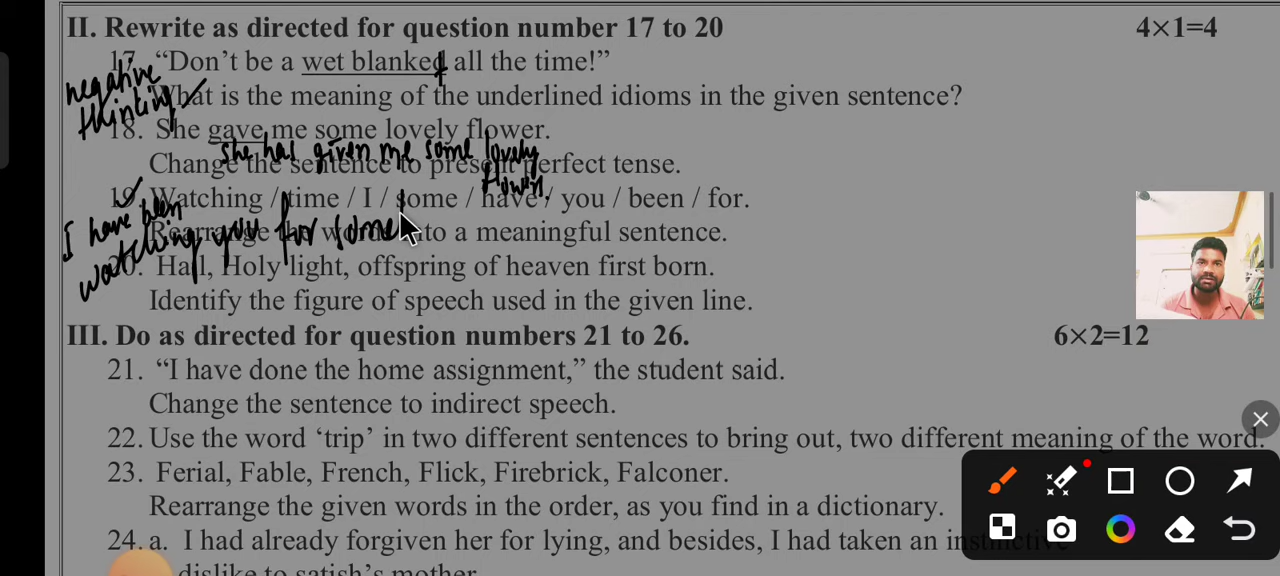 II. Rewrite as directed for question number 17 to 20 4×1=4
17. “Don’t be a wet blanked all the time!”
negative
thinking
What is the meaning of the underlined idioms in the given sentence?
18. She gave me some lovely flower.
she has given me some lovely
flower.
Change the sentence to present perfect tense.
19. Watching / time / I / some / have / you / been / for.
I have been
watching you for some
Rearrange the words into a meaningful sentence.
20. Hail, Holy light, offspring of heaven first born.
Identify the figure of speech used in the given line.
III. Do as directed for question numbers 21 to 26. 6×2=12
21. “I have done the home assignment,” the student said.
Change the sentence to indirect speech.
22. Use the word ‘trip’ in two different sentences to bring out, two different meaning of the word.
23. Ferial, Fable, French, Flick, Firebrick, Falconer.
Rearrange the given words in the order, as you find in a dictionary.
24. a. I had already forgiven her for lying, and besides, I had taken an instinctive
dislike to satish’s mother